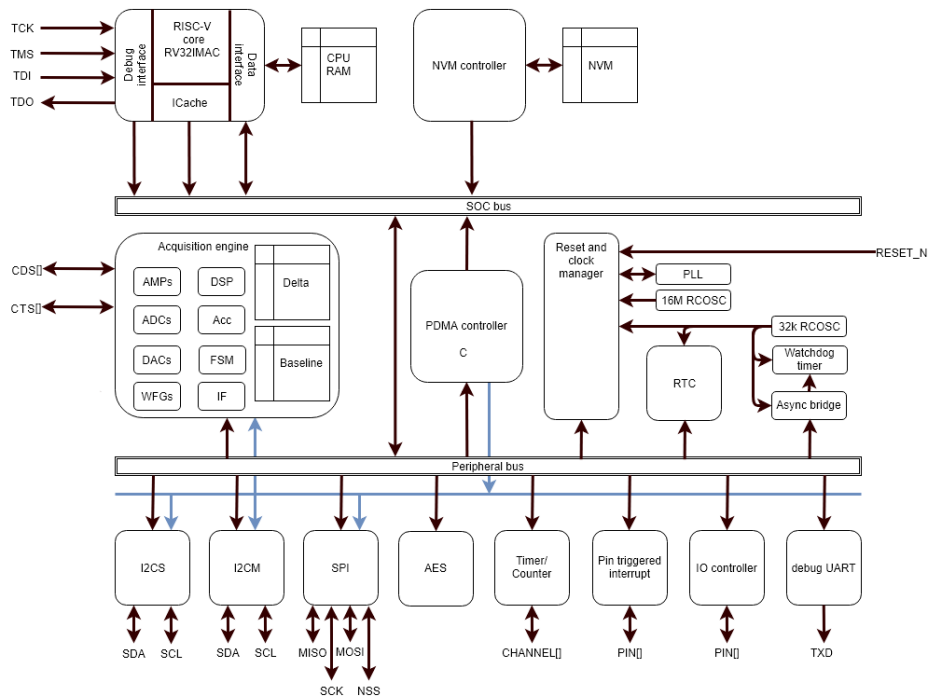 TCK
TMS
TDI
TDO
Debug
interface
RISC-V
core
RV32IMAC
ICache
Data
interface
CPU
RAM
NVM controller
NVM
SOC bus
CDS[]
CTS[]
Acquisition engine
AMPs
DSP
ADCs
Acc
DACs
FSM
WFGs
IF
Delta
Baseline
PDMA controller
C
Reset and
clock
manager
RESET_N
PLL
16M RCOSC
32k RCOSC
RTC
Watchdog
timer
Async bridge
Peripheral bus
I2CS
I2CM
SPI
AES
Timer/
Counter
Pin triggered
interrupt
IO controller
debug UART
SDA
SCL
SDA
SCL
MISO
MOSI
SCK
NSS
CHANNEL[]
PIN[]
PIN[]
TXD